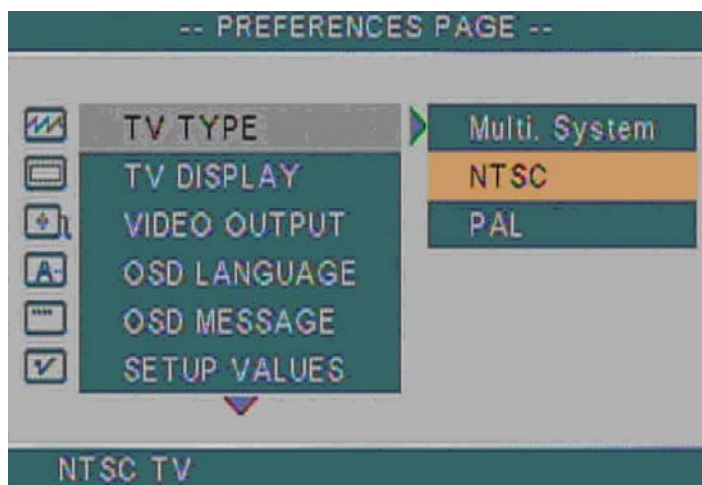 -- PREFERENCES PAGE --
TV TYPE
TV DISPLAY
VIDEO OUTPUT
OSD LANGUAGE
OSD MESSAGE
SETUP VALUES
Multi. System
NTSC
PAL
NTSC TV